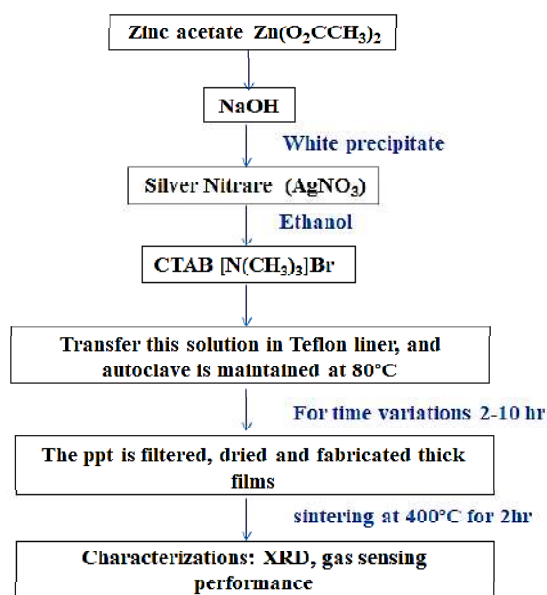 Zinc acetate Zn(O₂CCH₃)₂
NaOH
White precipitate
Silver Nitrare (AgNO₃)
Ethanol
CTAB [N(CH₃)₃]Br
Transfer this solution in Teflon liner, and
autoclave is maintained at 80°C
For time variations 2-10 hr
The ppt is filtered, dried and fabricated thick
films
sintering at 400°C for 2hr
Characterizations: XRD, gas sensing
performance